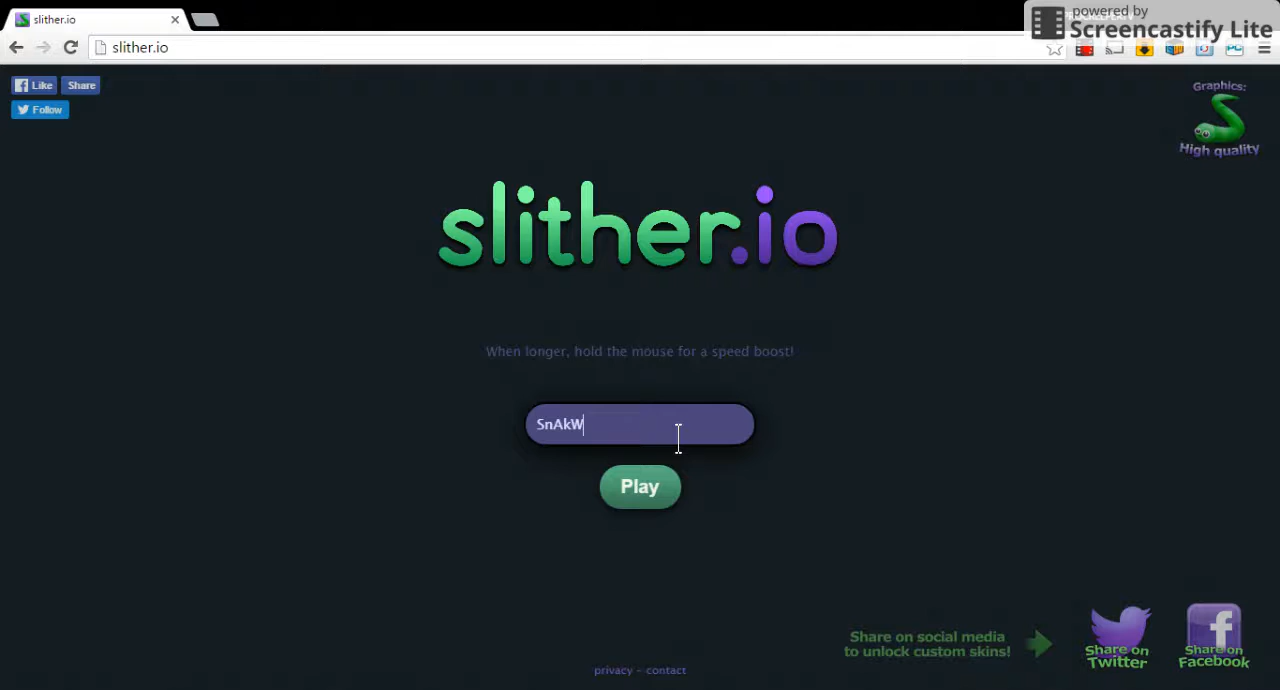 slither.io
powered by
Screencastify Lite
slither.io
Like
Share
Follow
Graphics:
High quality
slither.io
When longer, hold the mouse for a speed boost!
SnAkW
Play
Share on social media
to unlock custom skins!
Share on
Twitter
Share on
Facebook
privacy - contact